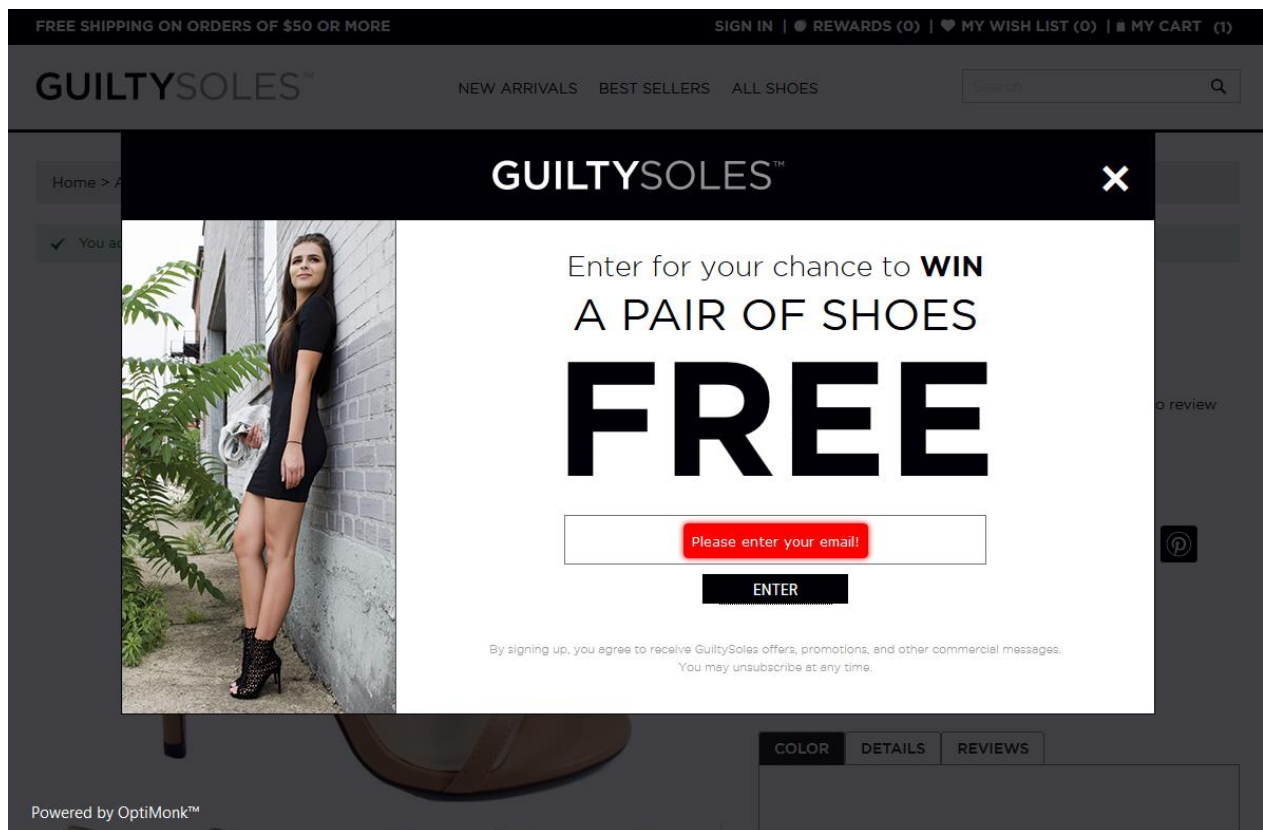 FREE SHIPPING ON ORDERS OF $50 OR MORE
SIGN IN | REWARDS (0) | MY WISH LIST (0) | MY CART (1)
GUILTYSOLES™
NEW ARRIVALS BEST SELLERS ALL SHOES
Search
GUILTYSOLES™
Home > A
You ad
Enter for your chance to WIN
A PAIR OF SHOES
FREE
o review
Please enter your email!
ENTER
By signing up, you agree to receive GuiltySoles offers, promotions, and other commercial messages.
You may unsubscribe at any time.
COLOR DETAILS REVIEWS
Powered by OptiMonk™